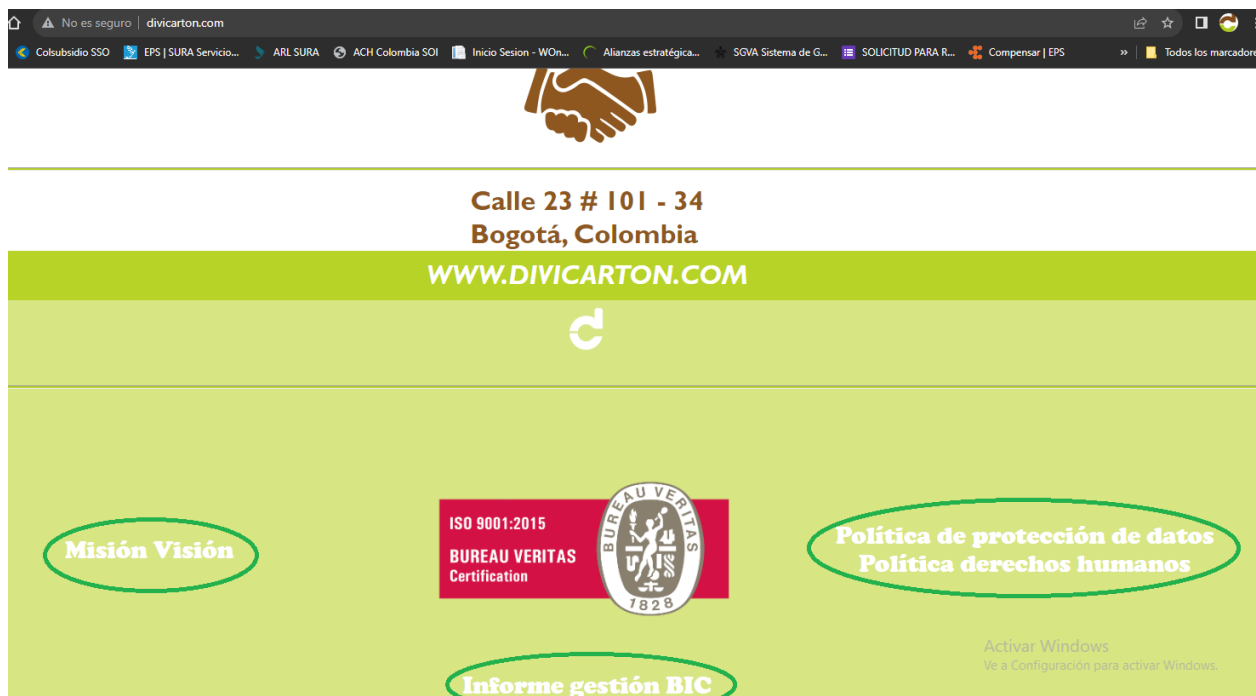 No es seguro divicarton.com
Colsubsidio SSO EPS | SURA Servicio... ARL SURA ACH Colombia SOI Inicio Sesion - WOn... Alianzas estratégica... SGVA Sistema de G... SOLICITUD PARA R... Compensar | EPS » Todos los marcadore
Calle 23 # 101 - 34
Bogotá, Colombia
WWW.DIVICARTON.COM
ISO 9001:2015
BUREAU VERITAS
Certification
BUREAU VERITAS
1828
Misión Visión
Política de protección de datos
Política derechos humanos
Informe gestión BIC
Activar Windows
Ve a Configuración para activar Windows.